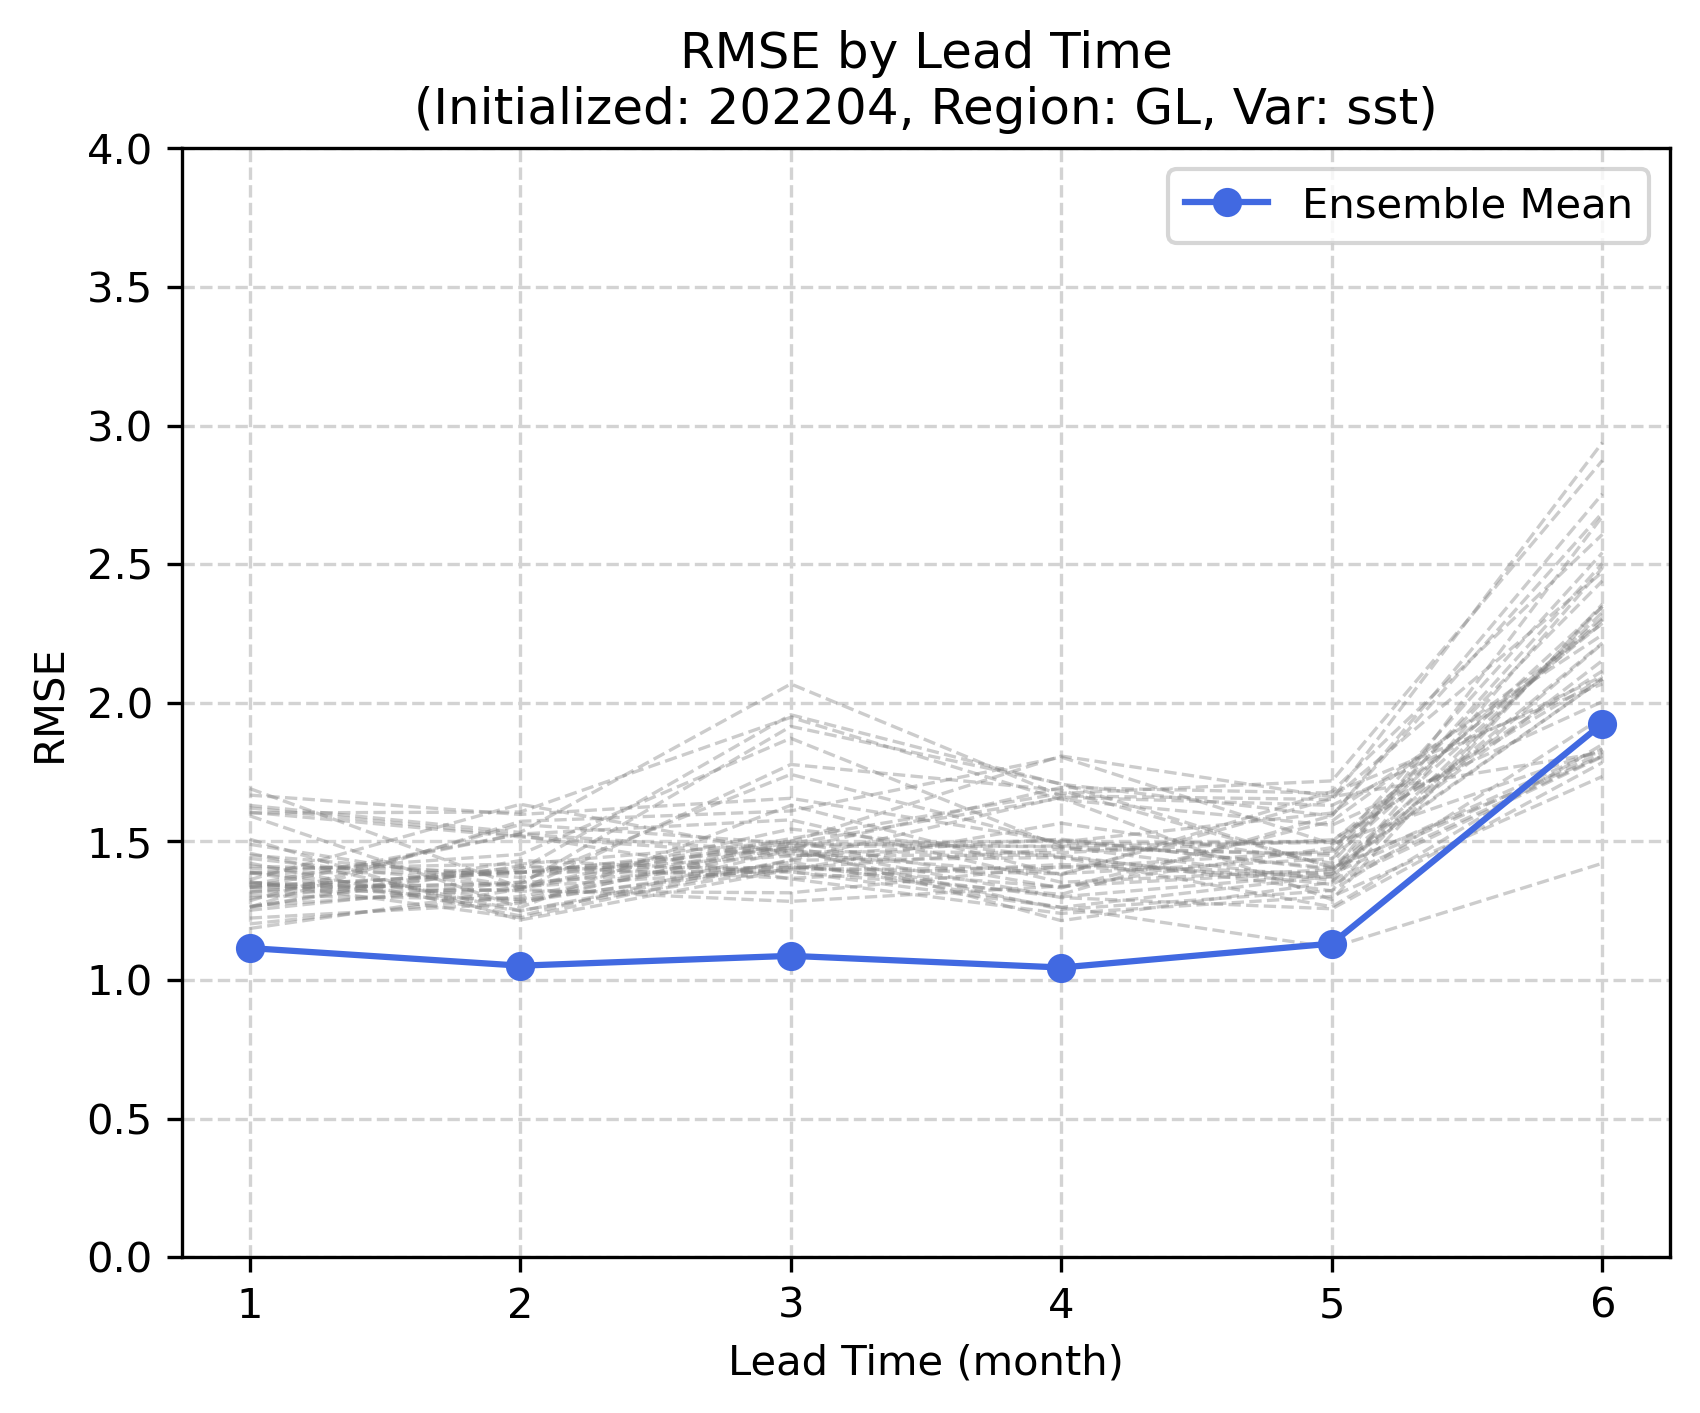 RMSE by Lead Time
(Initialized: 202204, Region: GL, Var: sst)
Ensemble Mean
4.0
3.5
3.0
2.5
2.0
1.5
1.0
0.5
0.0
RMSE
1 2 3 4 5 6
Lead Time (month)